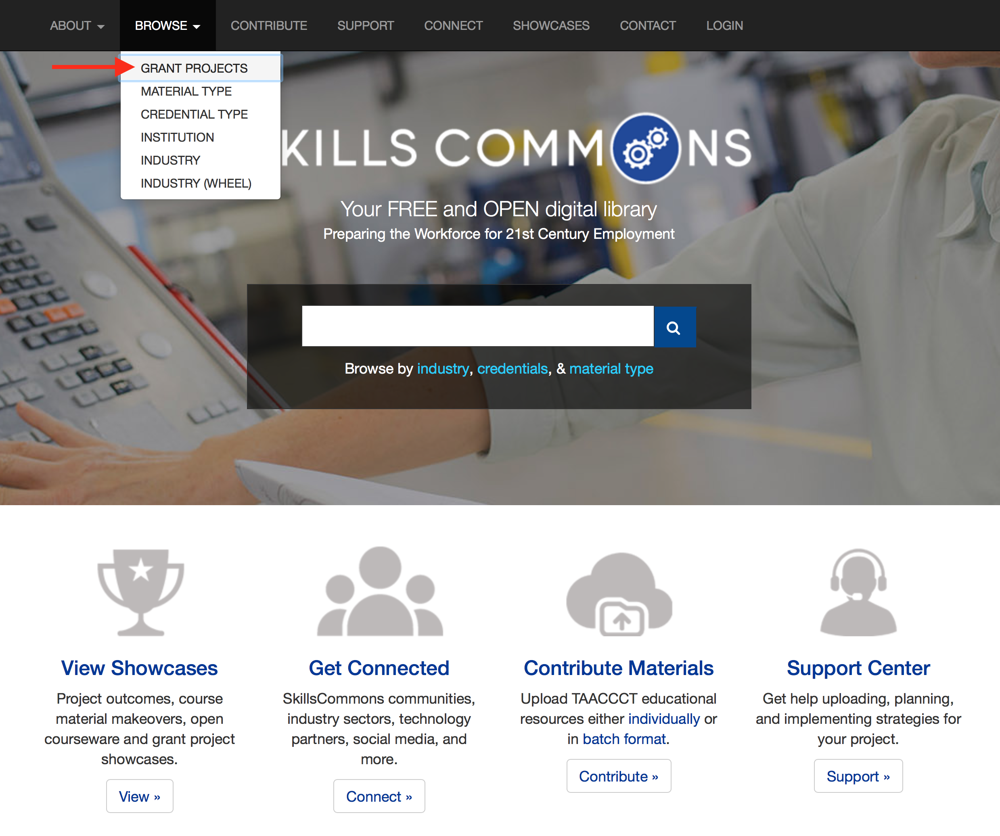 ABOUT BROWSE CONTRIBUTE SUPPORT CONNECT SHOWCASES CONTACT LOGIN
GRANT PROJECTS
MATERIAL TYPE
CREDENTIAL TYPE
INSTITUTION
INDUSTRY
INDUSTRY (WHEEL)
KILLS COMMONS
Your FREE and OPEN digital library
Preparing the Workforce for 21st Century Employment
Browse by industry, credentials, & material type
View Showcases
Project outcomes, course
material makeovers, open
courseware and grant project
showcases.
View »
Get Connected
SkillsCommons communities,
industry sectors, technology
partners, social media, and
more.
Connect »
Contribute Materials
Upload TAACCCT educational
resources either individually or
in batch format.
Contribute »
Support Center
Get help uploading, planning,
and implementing strategies for
your project.
Support »